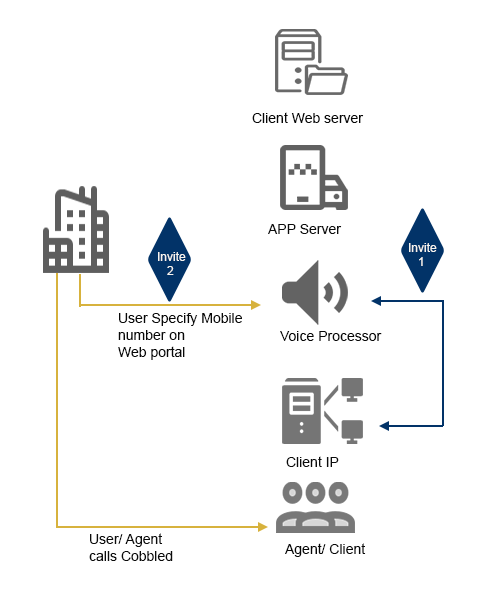 Client Web server
APP Server
Invite
1
Invite
2
User Specify Mobile
number on
Web portal
Voice Processor
Client IP
User/ Agent
calls Cobbled
Agent/ Client